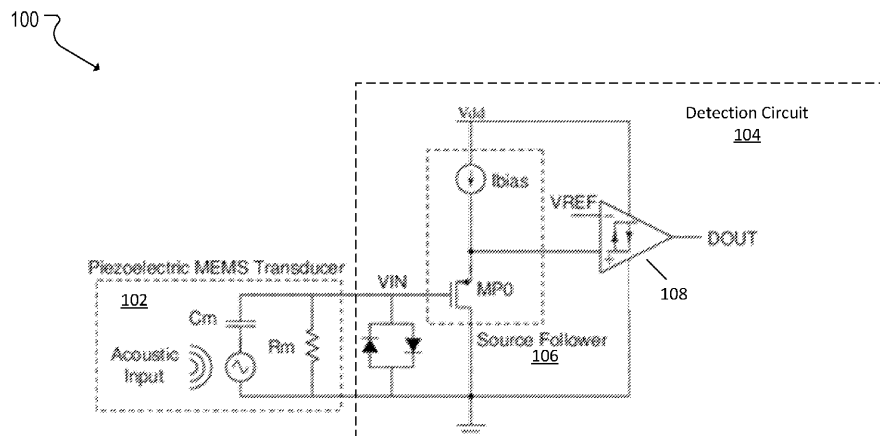 100
Vdd
Detection Circuit
104
Ibias
VREF
DOUT
+
108
Piezoelectric MEMS Transducer
102
VIN
MP0
Cm
Rm
Source Follower
106
Acoustic
Input